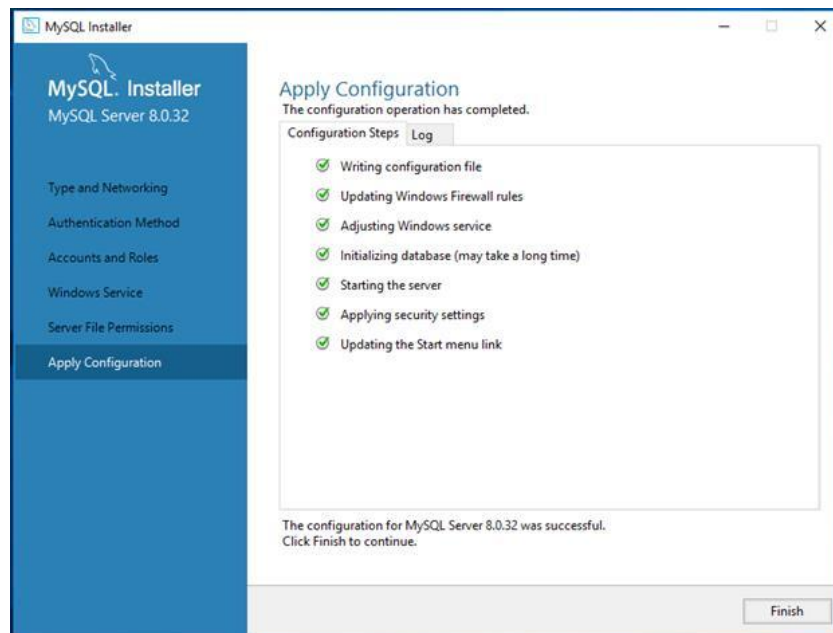 MySQL Installer
MySQL. Installer
MySQL Server 8.0.32
Type and Networking
Authentication Method
Accounts and Roles
Windows Service
Server File Permissions
Apply Configuration
Apply Configuration
The configuration operation has completed.
Configuration Steps Log
Writing configuration file
Updating Windows Firewall rules
Adjusting Windows service
Initializing database (may take a long time)
Starting the server
Applying security settings
Updating the Start menu link
The configuration for MySQL Server 8.0.32 was successful.
Click Finish to continue.
Finish